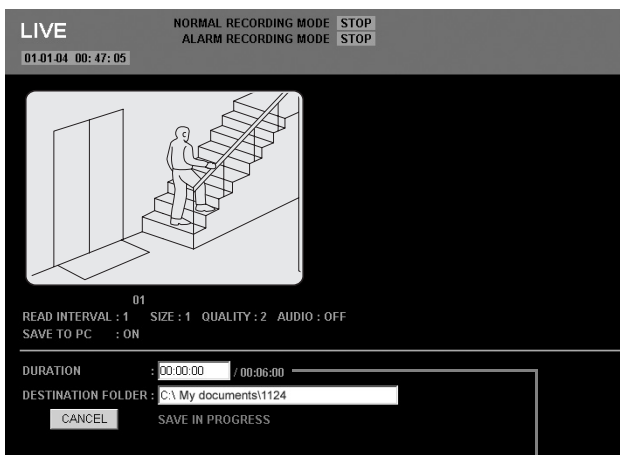 LIVE
NORMAL RECORDING MODE STOP
ALARM RECORDING MODE STOP
01-01-04 00:47:05
01
READ INTERVAL : 1 SIZE : 1 QUALITY : 2 AUDIO : OFF
SAVE TO PC : ON
DURATION : 00:00:00 / 00:06:00
DESTINATION FOLDER : C:\ My documents\1124
CANCEL SAVE IN PROGRESS